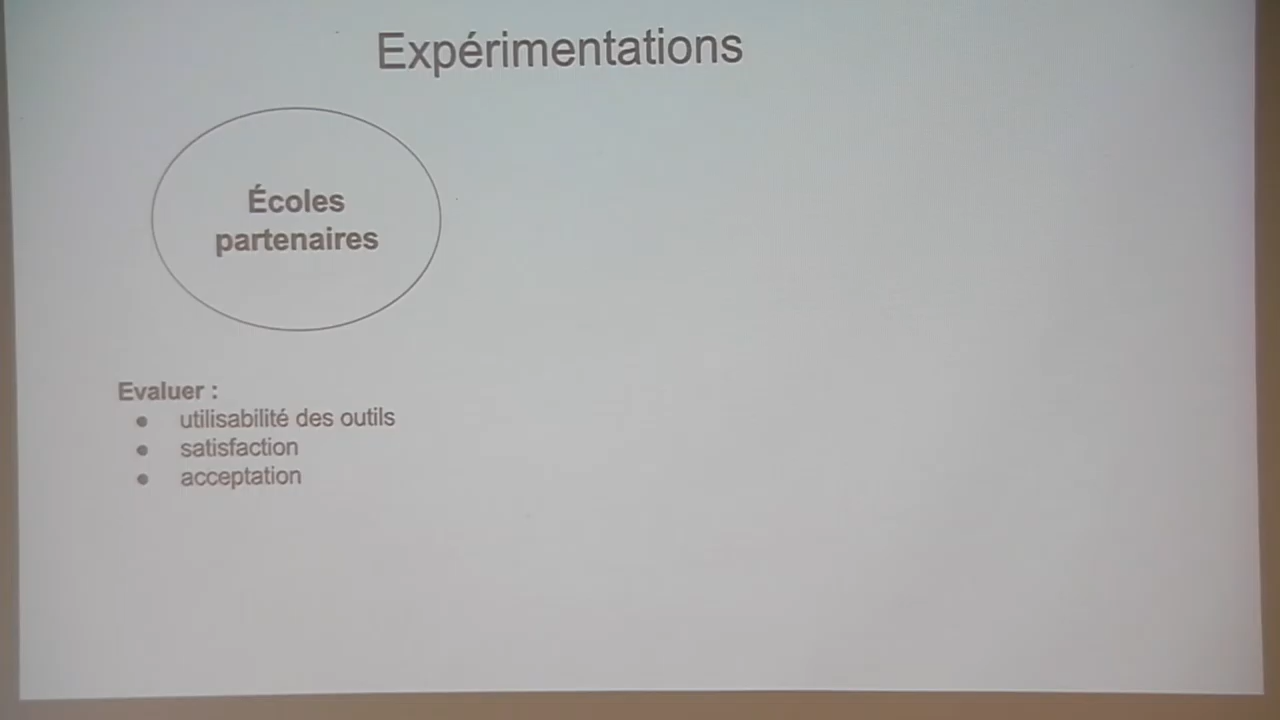 Expérimentations
Écoles
partenaires
Evaluer :
● utilisabilité des outils
● satisfaction
● acceptation